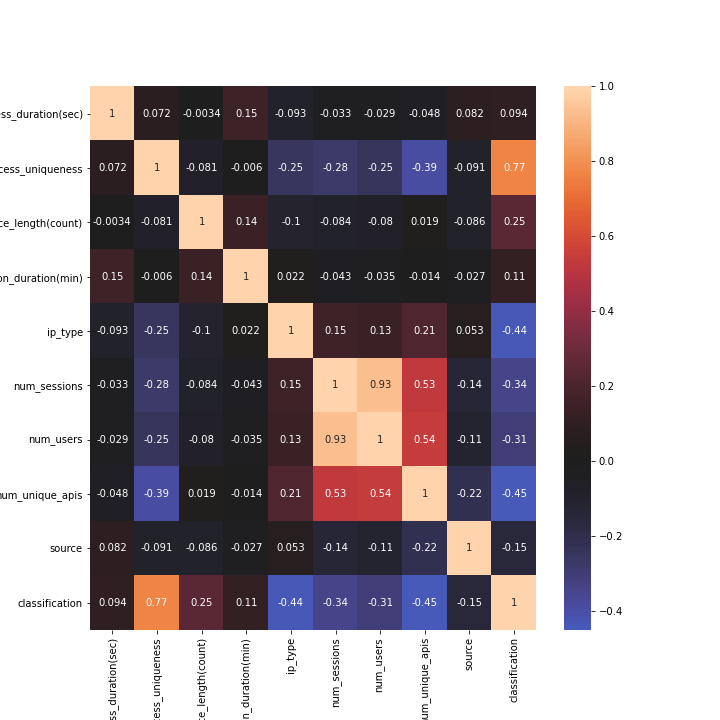 ss_duration(sec) 1 0.072 -0.0034 0.15 -0.093 -0.033 -0.029 -0.048 0.082 0.094
cess_uniqueness 0.072 1 -0.081 -0.006 -0.25 -0.28 -0.25 -0.39 -0.091 0.77
ce_length(count) -0.0034 -0.081 1 0.14 -0.1 -0.084 -0.08 0.019 -0.086 0.25
on_duration(min) 0.15 -0.006 0.14 1 0.022 -0.043 -0.035 -0.014 -0.027 0.11
ip_type -0.093 -0.25 -0.1 0.022 1 0.15 0.13 0.21 0.053 -0.44
num_sessions -0.033 -0.28 -0.084 -0.043 0.15 1 0.93 0.53 -0.14 -0.34
num_users -0.029 -0.25 -0.08 -0.035 0.13 0.93 1 0.54 -0.11 -0.31
num_unique_apis -0.048 -0.39 0.019 -0.014 0.21 0.53 0.54 1 -0.22 -0.45
source 0.082 -0.091 -0.086 -0.027 0.053 -0.14 -0.11 -0.22 1 -0.15
classification 0.094 0.77 0.25 0.11 -0.44 -0.34 -0.31 -0.45 -0.15 1
ss_duration(sec)
cess_uniqueness
ce_length(count)
n_duration(min)
ip_type
num_sessions
num_users
num_unique_apis
source
classification
1.0
0.8
0.6
0.4
0.2
0.0
−0.2
−0.4